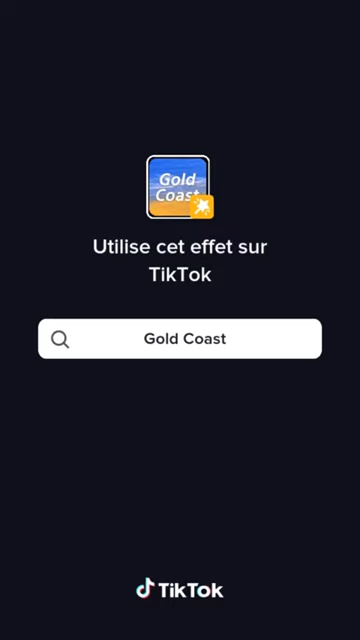 Gold
Coast
Utilise cet effet sur
TikTok
Gold Coast
TikTok